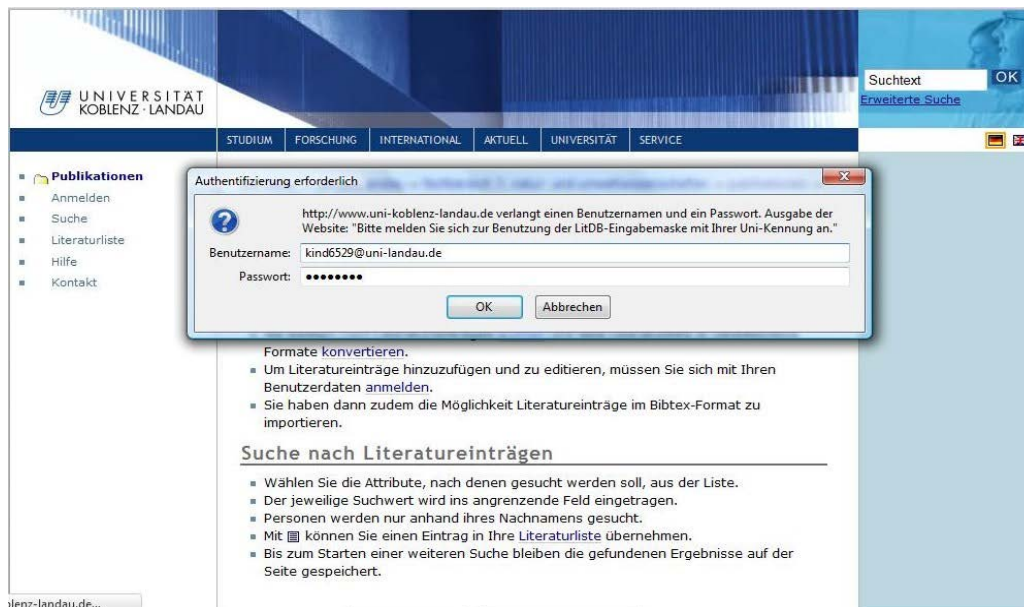 UNIVERSITÄT
KOBLENZ · LANDAU
Suchtext OK
Erweiterte Suche
STUDIUM FORSCHUNG INTERNATIONAL AKTUELL UNIVERSITÄT SERVICE
Publikationen
Anmelden
Suche
Literaturliste
Hilfe
Kontakt
Authentifizierung erforderlich
http://www.uni-koblenz-landau.de verlangt einen Benutzernamen und ein Passwort. Ausgabe der
Website: "Bitte melden Sie sich zur Benutzung der LitDB-Eingabemaske mit Ihrer Uni-Kennung an."
Benutzername: kind6529@uni-landau.de
Passwort: ●●●●●●●●
OK Abbrechen
Formate konvertieren.
Um Literatureinträge hinzuzufügen und zu editieren, müssen Sie sich mit Ihren
Benutzerdaten anmelden.
Sie haben dann zudem die Möglichkeit Literatureinträge im Bibtex-Format zu
importieren.
Suche nach Literatureinträgen
Wählen Sie die Attribute, nach denen gesucht werden soll, aus der Liste.
Der jeweilige Suchwert wird ins angrenzende Feld eingetragen.
Personen werden nur anhand ihres Nachnamens gesucht.
Mit können Sie einen Eintrag in Ihre Literaturliste übernehmen.
Bis zum Starten einer weiteren Suche bleiben die gefundenen Ergebnisse auf der
Seite gespeichert.
lenz-landau.de...